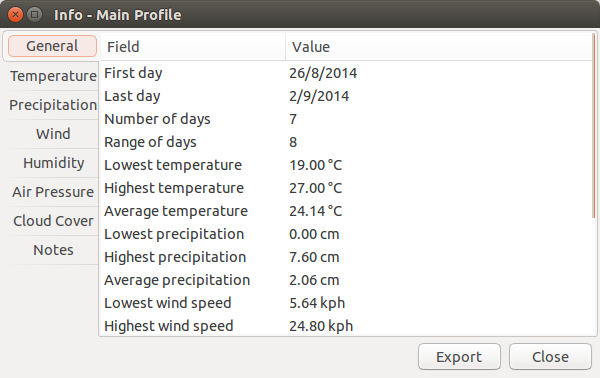 Info - Main Profile
General
Temperature
Precipitation
Wind
Humidity
Air Pressure
Cloud Cover
Notes
Field Value
First day 26/8/2014
Last day 2/9/2014
Number of days 7
Range of days 8
Lowest temperature 19.00 °C
Highest temperature 27.00 °C
Average temperature 24.14 °C
Lowest precipitation 0.00 cm
Highest precipitation 7.60 cm
Average precipitation 2.06 cm
Lowest wind speed 5.64 kph
Highest wind speed 24.80 kph
Export Close